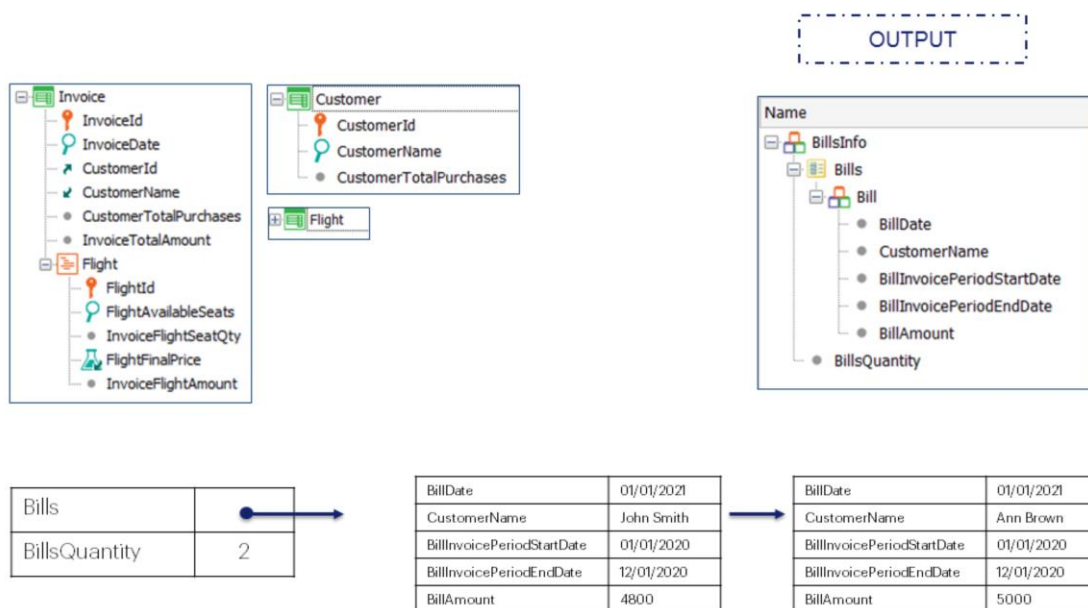 OUTPUT
Invoice
InvoiceId
InvoiceDate
CustomerId
CustomerName
CustomerTotalPurchases
InvoiceTotalAmount
Flight
FlightId
FlightAvailableSeats
InvoiceFlightSeatQty
FlightFinalPrice
InvoiceFlightAmount
Customer
CustomerId
CustomerName
CustomerTotalPurchases
Flight
Name
BillsInfo
Bills
Bill
BillDate
CustomerName
BillInvoicePeriodStartDate
BillInvoicePeriodEndDate
BillAmount
BillsQuantity
Bills
BillsQuantity 2
BillDate 01/01/2021
CustomerName John Smith
BillInvoicePeriodStartDate 01/01/2020
BillInvoicePeriodEndDate 12/01/2020
BillAmount 4800
BillDate 01/01/2021
CustomerName Ann Brown
BillInvoicePeriodStartDate 01/01/2020
BillInvoicePeriodEndDate 12/01/2020
BillAmount 5000